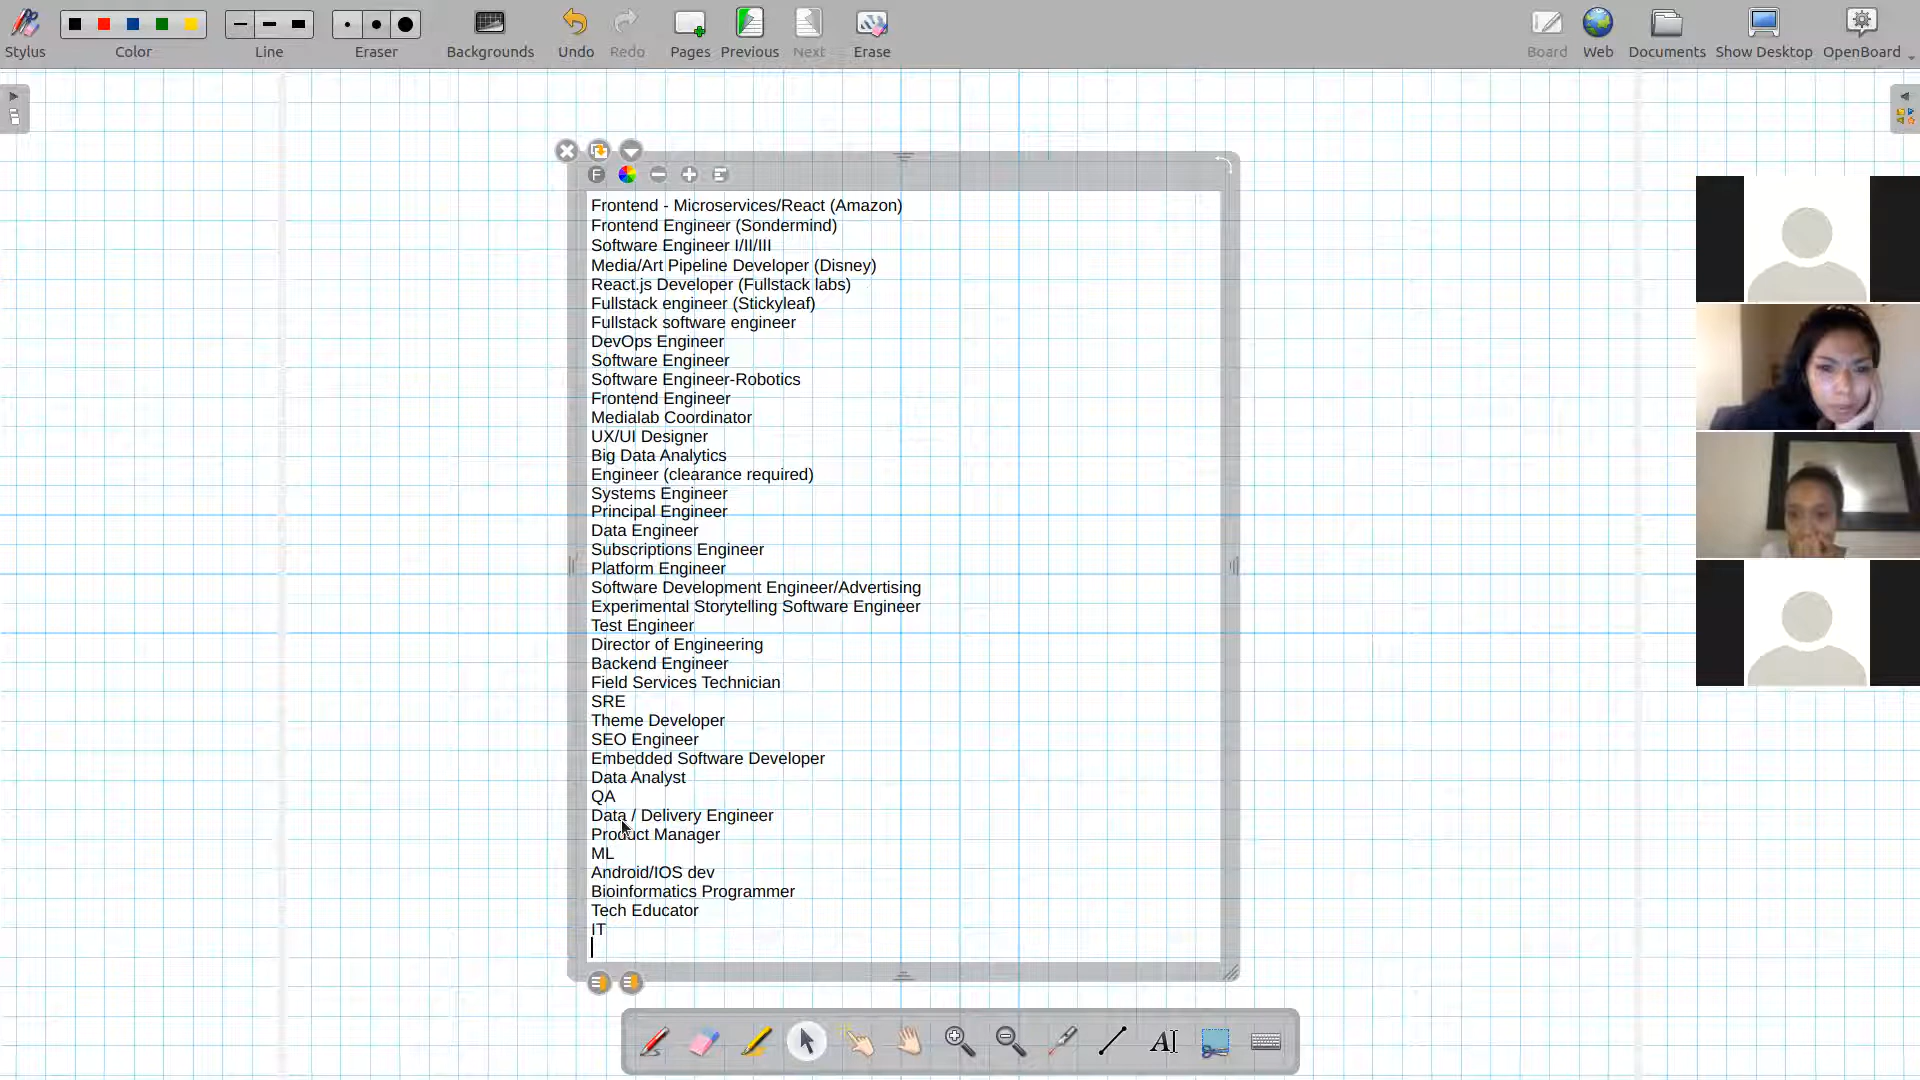 Stylus
Color
Line
Eraser
Backgrounds
Undo
Redo
Pages
Previous
Next
Erase
Board
Web
Documents
Show Desktop
OpenBoard
F
Frontend - Microservices/React (Amazon)
Frontend Engineer (Sondermind)
Software Engineer I/II/III
Media/Art Pipeline Developer (Disney)
React.js Developer (Fullstack labs)
Fullstack engineer (Stickyleaf)
Fullstack software engineer
DevOps Engineer
Software Engineer
Software Engineer-Robotics
Frontend Engineer
Medialab Coordinator
UX/UI Designer
Big Data Analytics
Engineer (clearance required)
Systems Engineer
Principal Engineer
Data Engineer
Subscriptions Engineer
Platform Engineer
Software Development Engineer/Advertising
Experimental Storytelling Software Engineer
Test Engineer
Director of Engineering
Backend Engineer
Field Services Technician
SRE
Theme Developer
SEO Engineer
Embedded Software Developer
Data Analyst
QA
Data / Delivery Engineer
Product Manager
ML
Android/IOS dev
Bioinformatics Programmer
Tech Educator
IT
AI